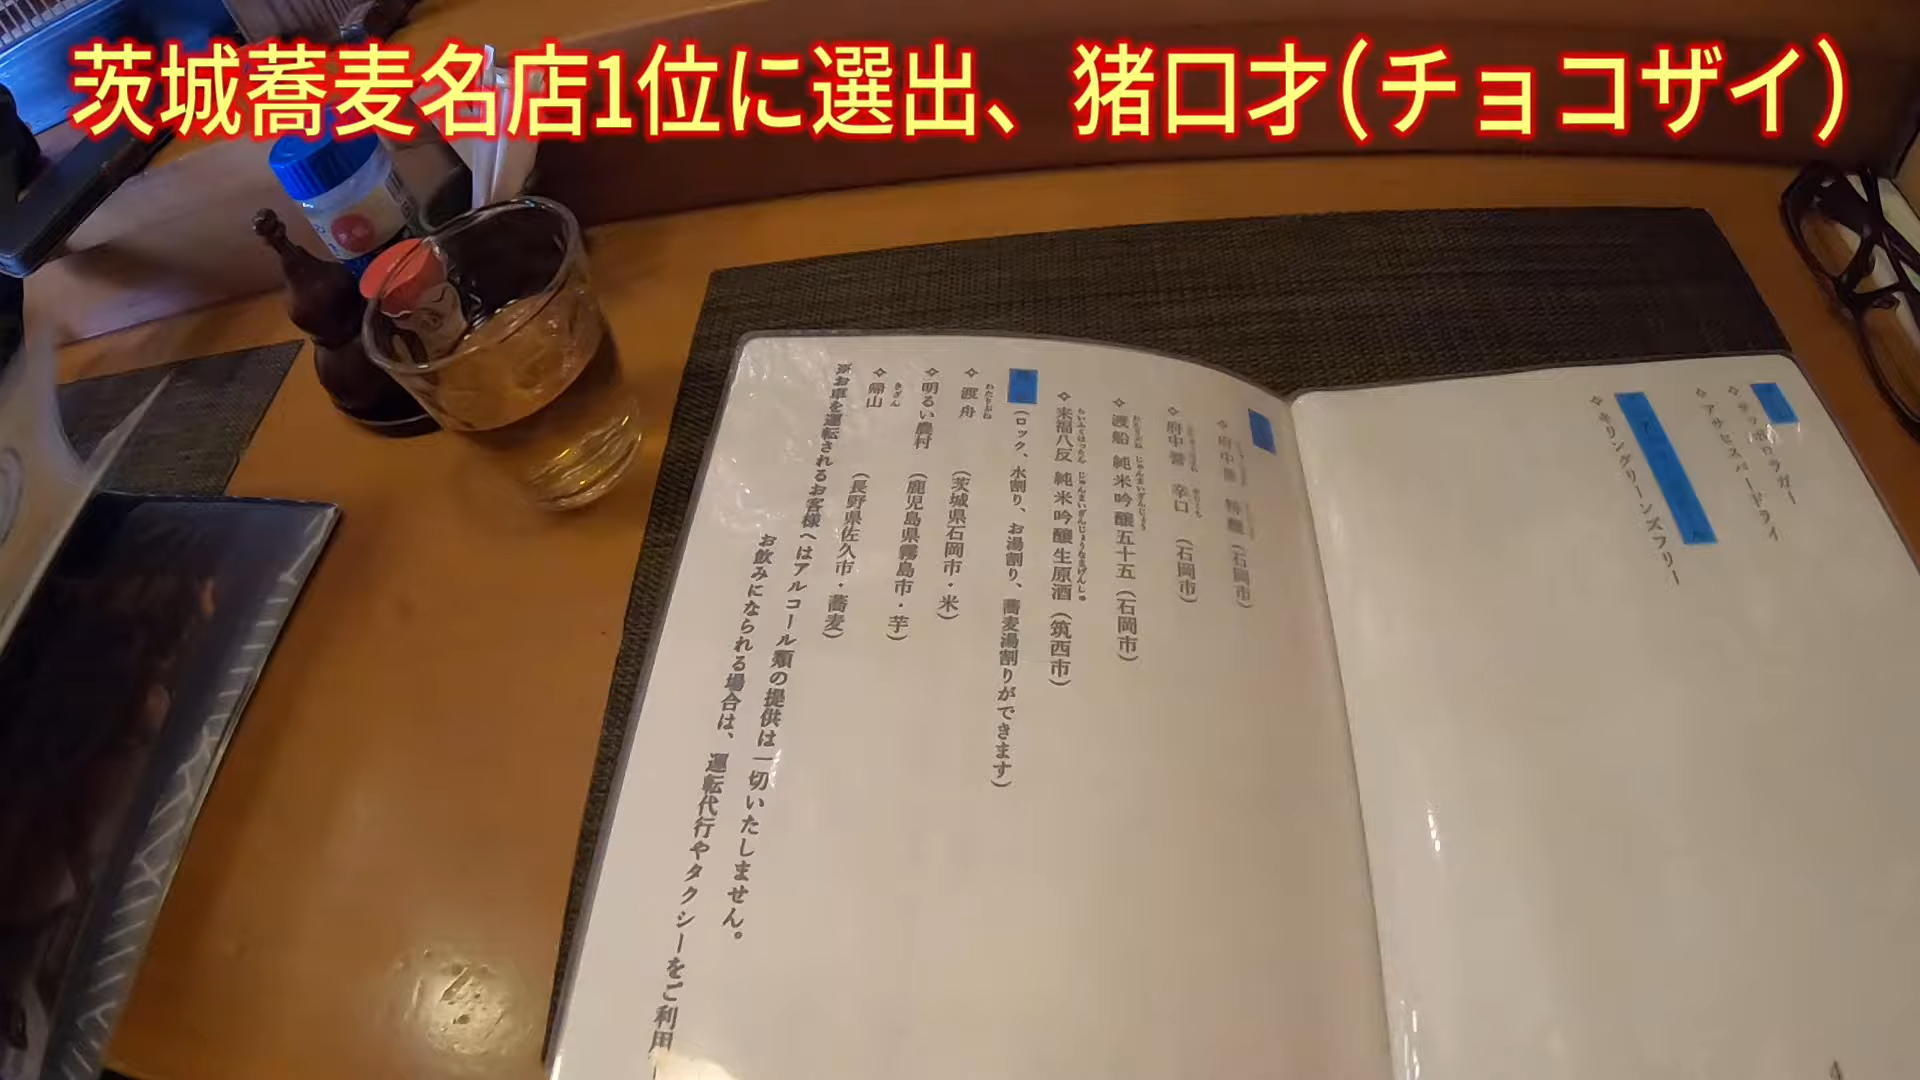 茨城蕎麦名店1位に選出、猪口才(チョコザイ)
✧ サッポロラガー
✧ アサヒスーパードライ
✧ キリングリーンズフリー
✧ 府中誉 特醸（石岡市）
✧ 府中誉 辛口（石岡市）
✧ 渡船 純米吟醸五十五（石岡市）
✧ 来福八反 純米吟醸生原酒（筑西市）
（ロック、水割り、お湯割り、蕎麦湯割りができます）
✧ 渡舟（茨城県石岡市・米）
✧ 明るい農村（鹿児島県霧島市・芋）
✧ 帰山（長野県佐久市・蕎麦）
※お車を運転されるお客様へはアルコール類の提供は一切いたしません。
お飲みになられる場合は、運転代行やタクシーをご利用